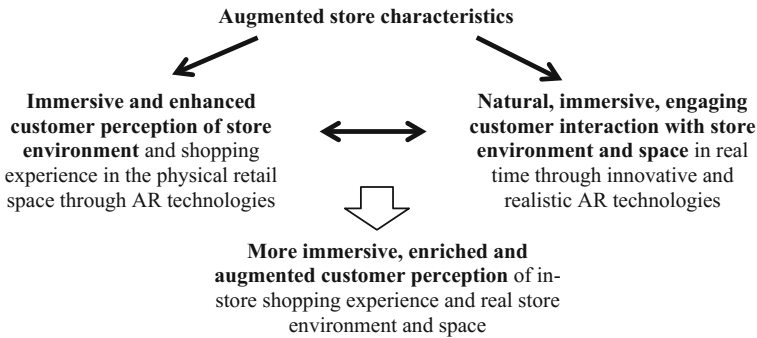 Augmented store characteristics
Immersive and enhanced
customer perception of store
environment and shopping
experience in the physical retail
space through AR technologies
Natural, immersive, engaging
customer interaction with store
environment and space in real
time through innovative and
realistic AR technologies
More immersive, enriched and
augmented customer perception of in-
store shopping experience and real store
environment and space